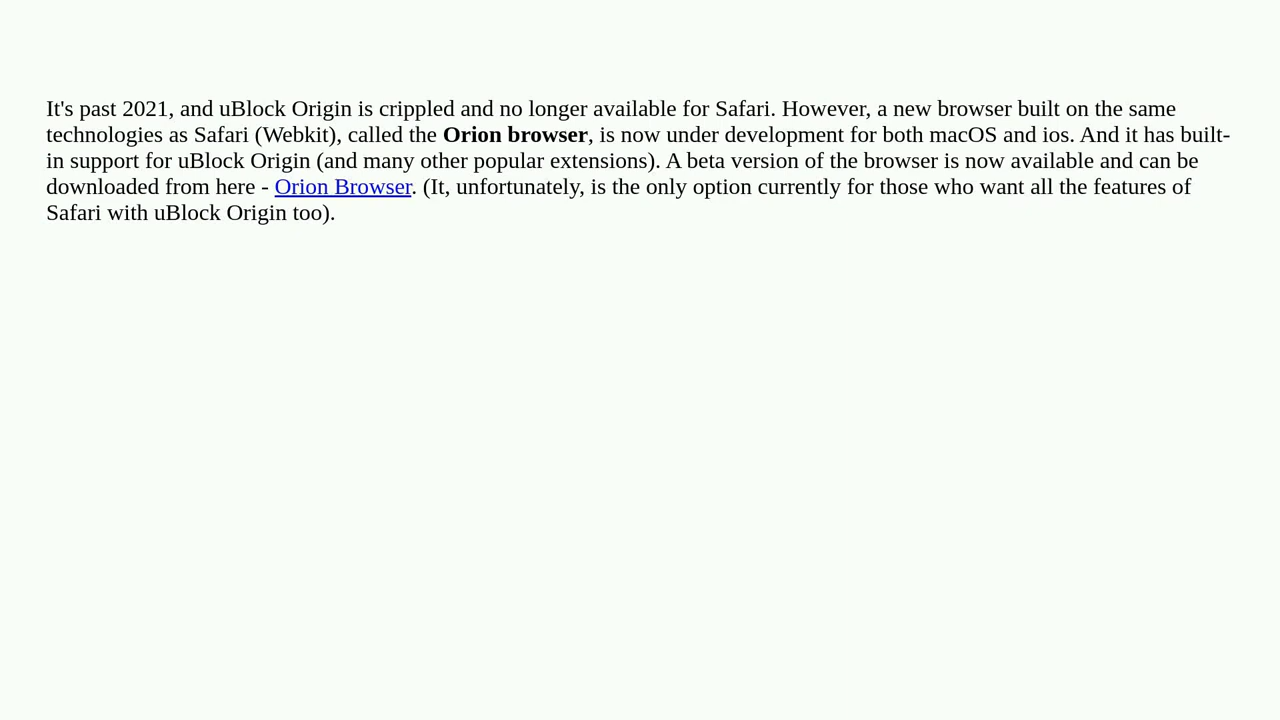 It's past 2021, and uBlock Origin is crippled and no longer available for Safari. However, a new browser built on the same
technologies as Safari (Webkit), called the Orion browser, is now under development for both macOS and ios. And it has built-
in support for uBlock Origin (and many other popular extensions). A beta version of the browser is now available and can be
downloaded from here - Orion Browser. (It, unfortunately, is the only option currently for those who want all the features of
Safari with uBlock Origin too).